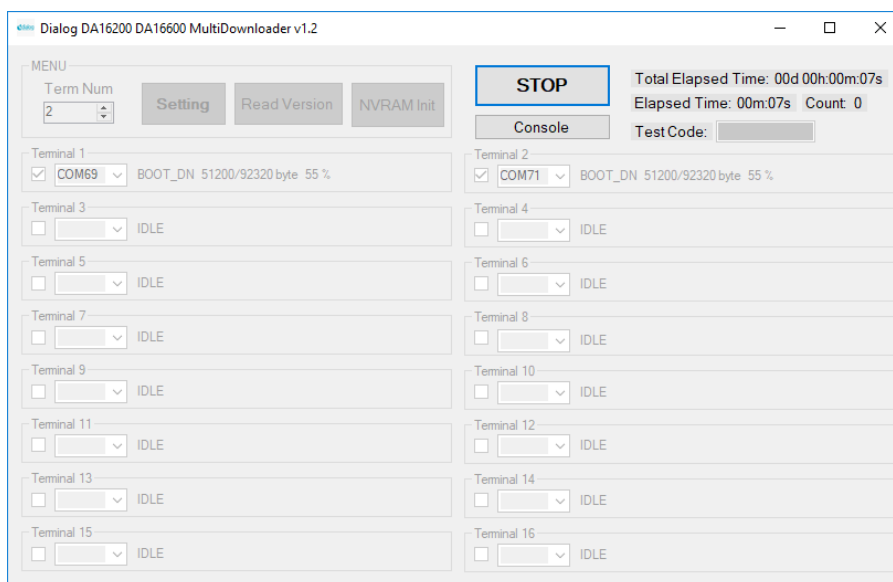 Dialog DA16200 DA16600 MultiDownloader v1.2
MENU
Term Num
2
Setting
Read Version
NVRAM Init
STOP
Console
Total Elapsed Time: 00d 00h:00m:07s
Elapsed Time: 00m:07s Count: 0
Test Code:
Terminal 1
COM69 BOOT_DN 51200/92320 byte 55 %
Terminal 2
COM71 BOOT_DN 51200/92320 byte 55 %
Terminal 3
IDLE
Terminal 4
IDLE
Terminal 5
IDLE
Terminal 6
IDLE
Terminal 7
IDLE
Terminal 8
IDLE
Terminal 9
IDLE
Terminal 10
IDLE
Terminal 11
IDLE
Terminal 12
IDLE
Terminal 13
IDLE
Terminal 14
IDLE
Terminal 15
IDLE
Terminal 16
IDLE